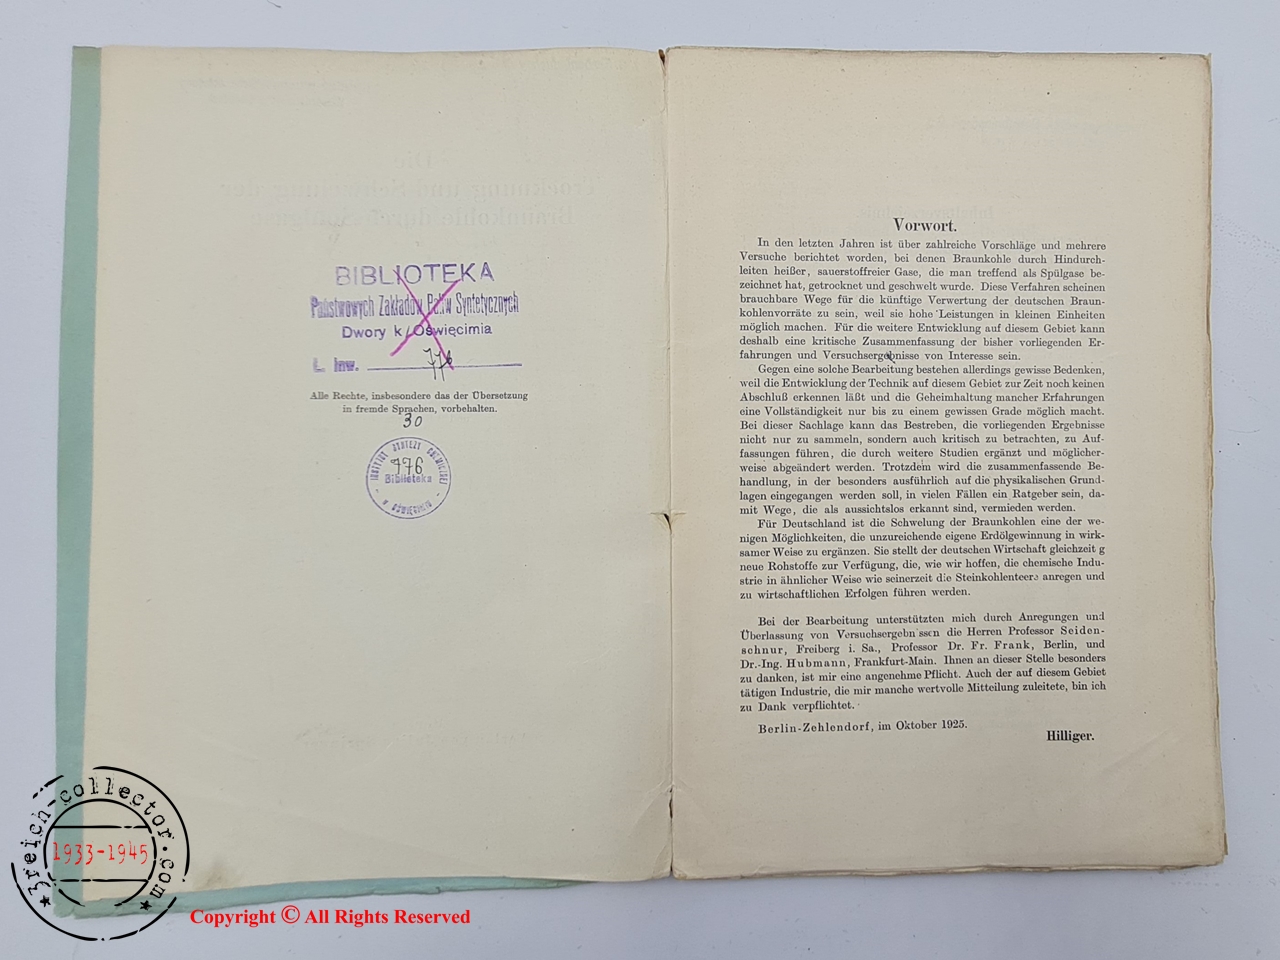 BIBLIOTEKA
Państwowych Zakładów Paliw Syntetycznych
Dwory k/Oświęcimia
L. inw. 776
Alle Rechte, insbesondere das der Übersetzung
in fremde Sprachen, vorbehalten.
30
INSTYTUT SYNTEZY CHEMICZNEJ
776
Biblioteka
w OŚWIĘCIMIU
Vorwort.
In den letzten Jahren ist über zahlreiche Vorschläge und mehrere
Versuche berichtet worden, bei denen Braunkohle durch Hindurch-
leiten heißer, sauerstoffreier Gase, die man treffend als Spülgase be-
zeichnet hat, getrocknet und geschwelt wurde. Diese Verfahren scheinen
brauchbare Wege für die künftige Verwertung der deutschen Braun-
kohlenvorräte zu sein, weil sie hohe Leistungen in kleinen Einheiten
möglich machen. Für die weitere Entwicklung auf diesem Gebiet kann
deshalb eine kritische Zusammenfassung der bisher vorliegenden Er-
fahrungen und Versuchsergebnisse von Interesse sein.
Gegen eine solche Bearbeitung bestehen allerdings gewisse Bedenken,
weil die Entwicklung der Technik auf diesem Gebiet zur Zeit noch keinen
Abschluß erkennen läßt und die Geheimhaltung mancher Erfahrungen
eine Vollständigkeit nur bis zu einem gewissen Grade möglich macht.
Bei dieser Sachlage kann das Bestreben, die vorliegenden Ergebnisse
nicht nur zu sammeln, sondern auch kritisch zu betrachten, zu Auf-
fassungen führen, die durch weitere Studien ergänzt und möglicher-
weise abgeändert werden. Trotzdem wird die zusammenfassende Be-
handlung, in der besonders ausführlich auf die physikalischen Grund-
lagen eingegangen werden soll, in vielen Fällen ein Ratgeber sein, da-
mit Wege, die als aussichtslos erkannt sind, vermieden werden.
Für Deutschland ist die Schwelung der Braunkohlen eine der we-
nigen Möglichkeiten, die unzureichende eigene Erdölgewinnung in wirk-
samer Weise zu ergänzen. Sie stellt der deutschen Wirtschaft gleichzeit g
neue Rohstoffe zur Verfügung, die, wie wir hoffen, die chemische Indu-
strie in ähnlicher Weise wie seinerzeit die Steinkohlenteere anregen und
zu wirtschaftlichen Erfolgen führen werden.
Bei der Bearbeitung unterstützten mich durch Anregungen und
Überlassung von Versuchsergebnissen die Herren Professor Seiden-
schnur, Freiberg i. Sa., Professor Dr. Fr. Frank, Berlin, und
Dr.-Ing. Hubmann, Frankfurt-Main. Ihnen an dieser Stelle besonders
zu danken, ist mir eine angenehme Pflicht. Auch der auf diesem Gebiet
tätigen Industrie, die mir manche wertvolle Mitteilung zuleitete, bin ich
zu Dank verpflichtet.
Berlin-Zehlendorf, im Oktober 1925.
Hilliger.
3reich-collector.com
1933-1945
Copyright © All Rights Reserved